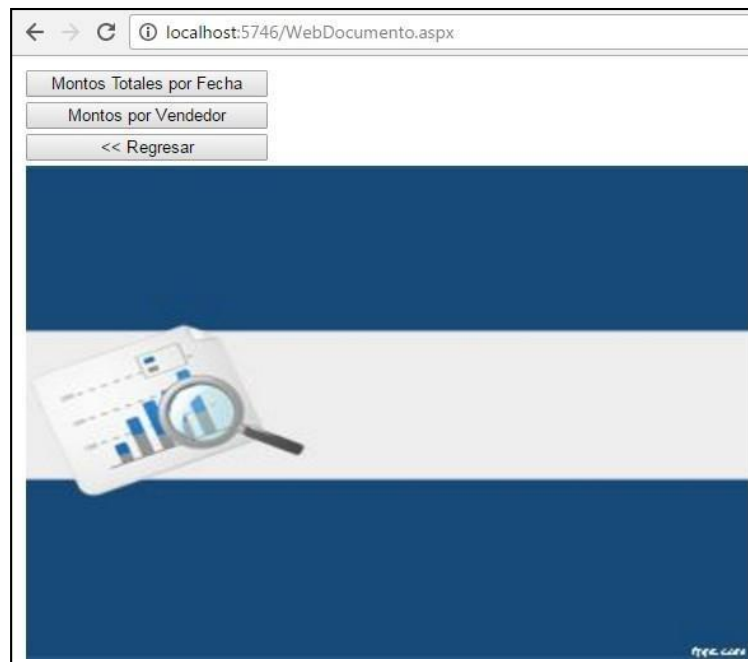 localhost:5746/WebDocumento.aspx
Montos Totales por Fecha
Montos por Vendedor
<< Regresar